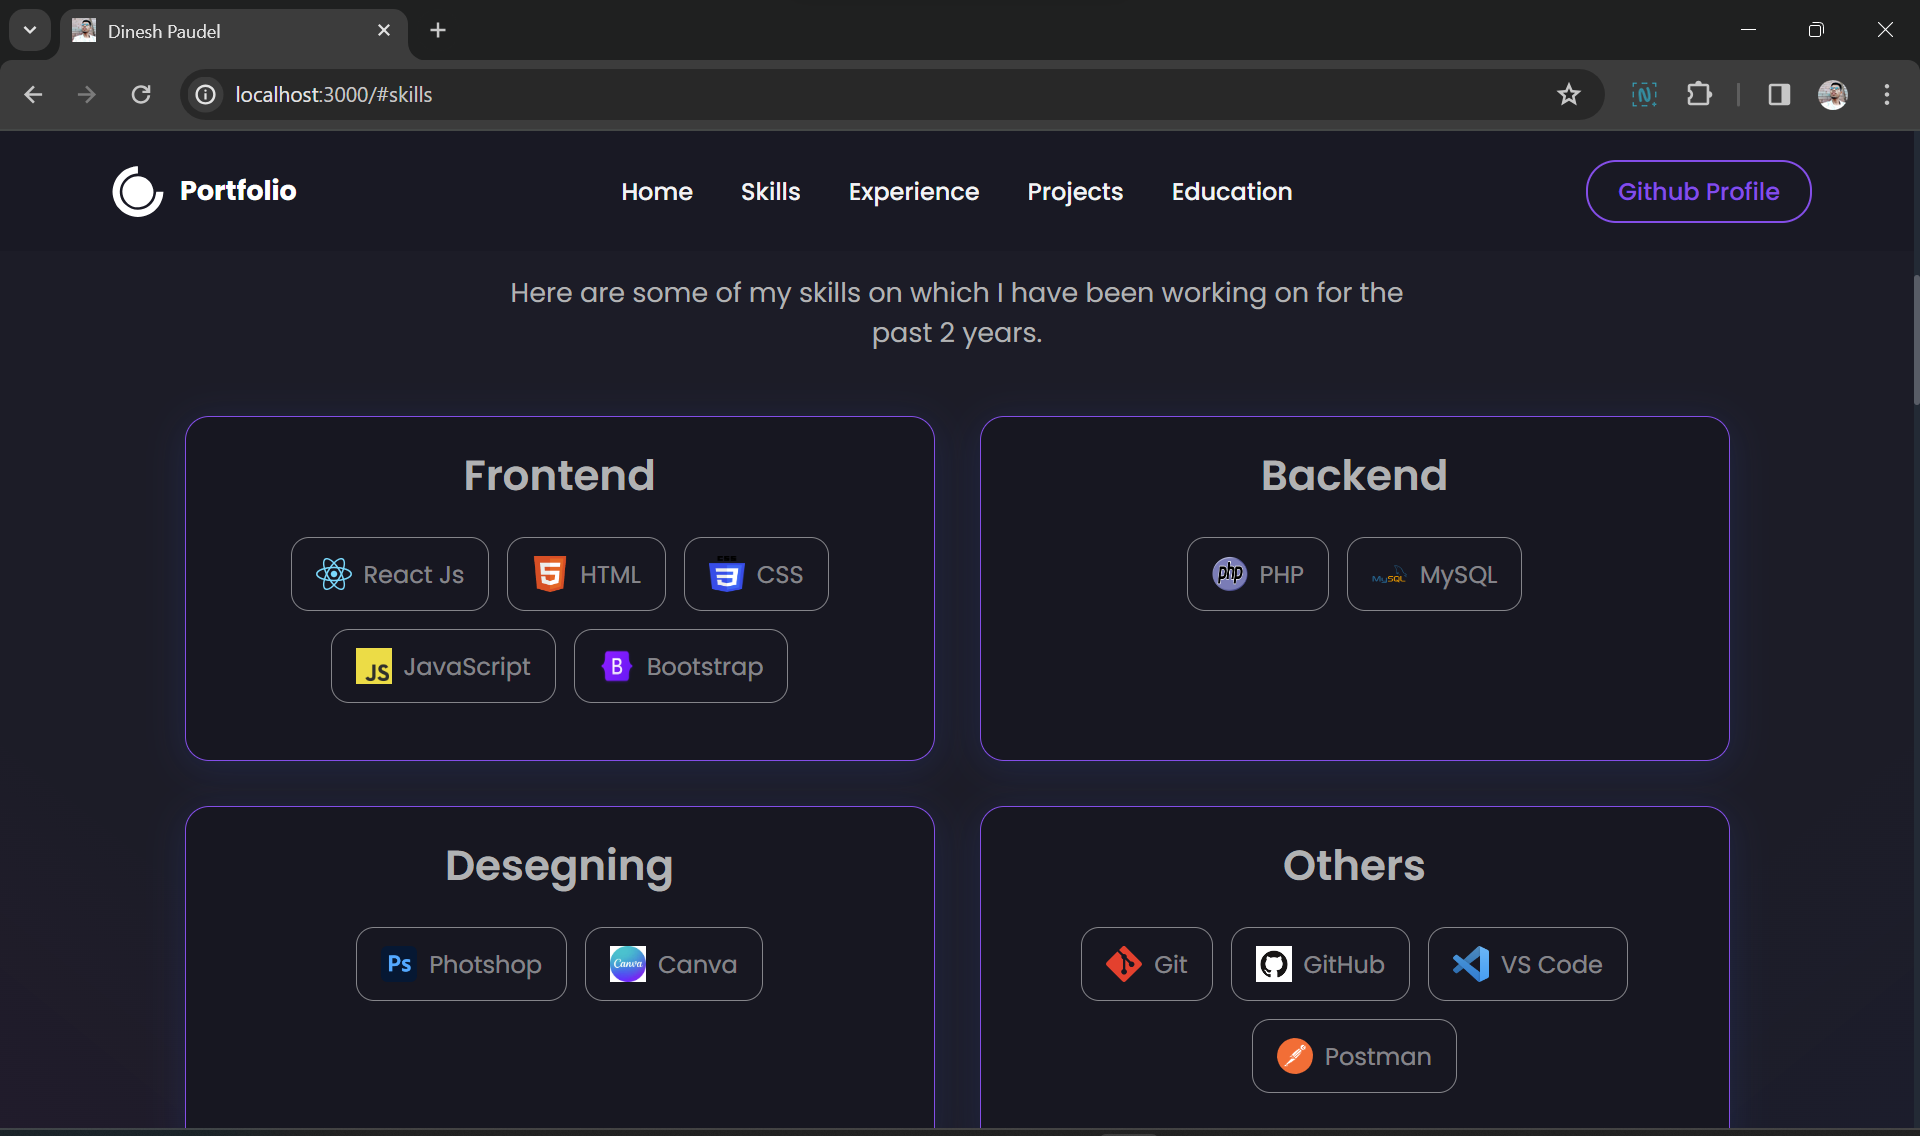 Dinesh Paudel
localhost:3000/#skills
Portfolio
Home
Skills
Experience
Projects
Education
Github Profile
Here are some of my skills on which I have been working on for the
past 2 years.
Frontend
React Js
HTML
CSS
CSS
JS
JavaScript
B
Bootstrap
Backend
php
PHP
MySQL
MySQL
Desegning
Ps
Photshop
Canva
Canva
Others
Git
GitHub
VS Code
Postman